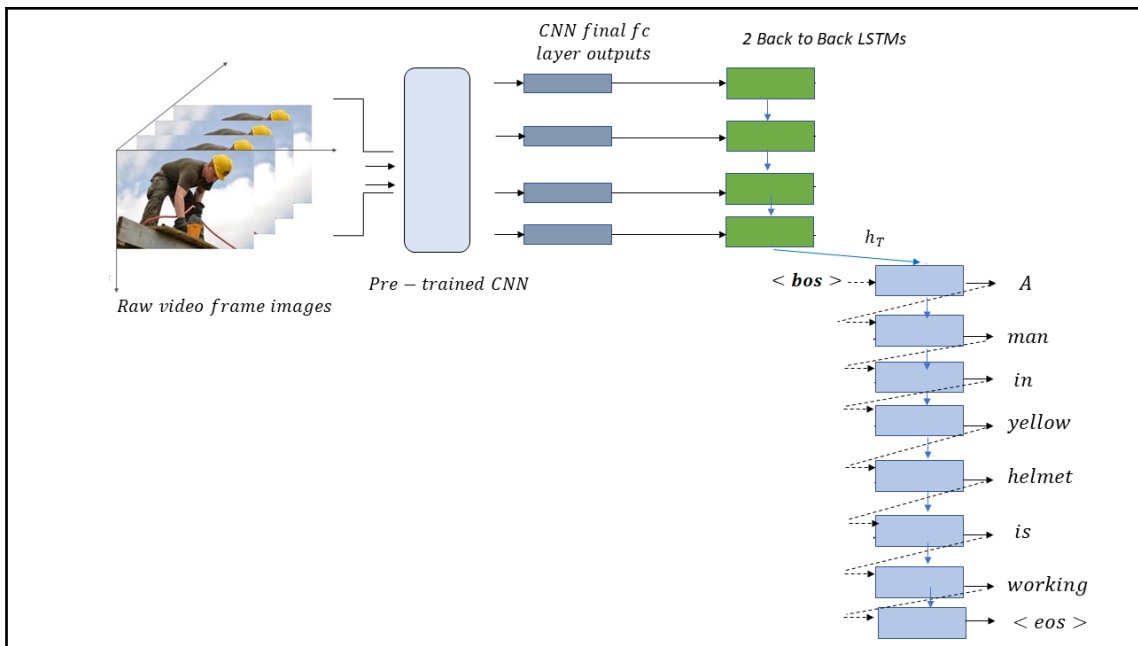 CNN final fc
layer outputs
2 Back to Back LSTMs
Raw video frame images
Pre − trained CNN
h_T
< bos >
A
man
in
yellow
helmet
is
working
< eos >